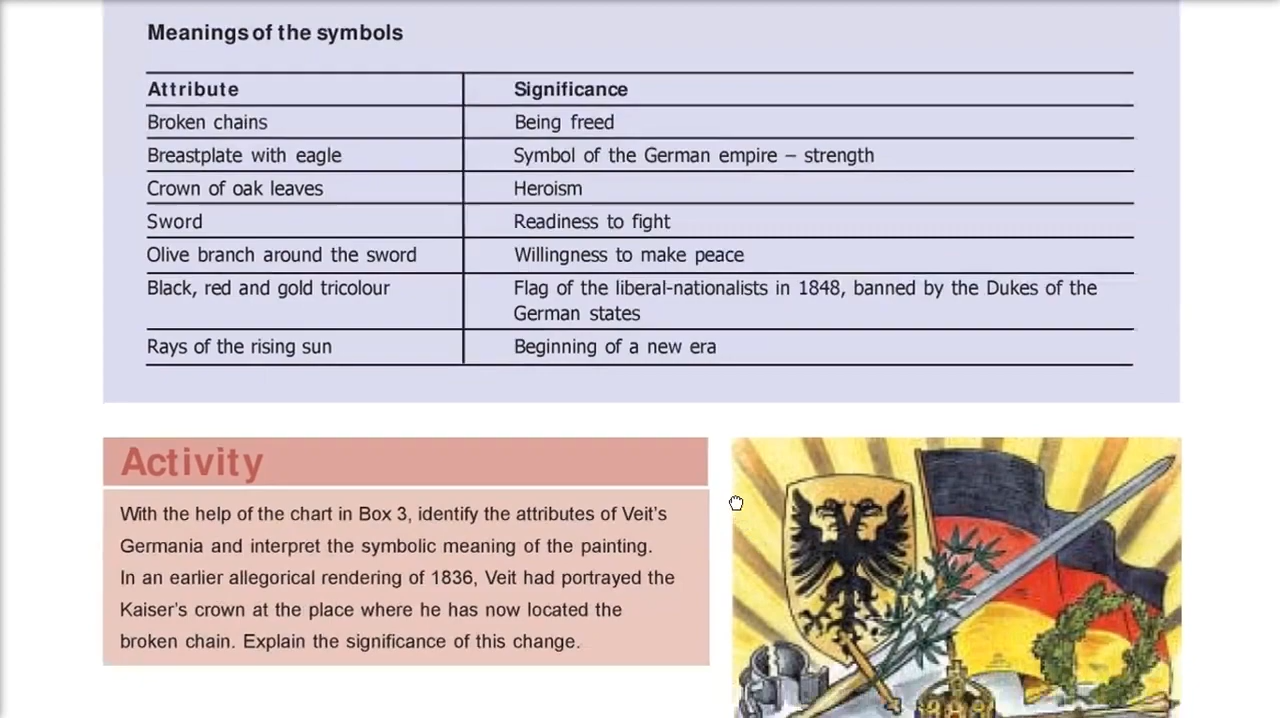 Meanings of the symbols
Attribute Significance
Broken chains Being freed
Breastplate with eagle Symbol of the German empire – strength
Crown of oak leaves Heroism
Sword Readiness to fight
Olive branch around the sword Willingness to make peace
Black, red and gold tricolour Flag of the liberal-nationalists in 1848, banned by the Dukes of the
German states
Rays of the rising sun Beginning of a new era
Activity
With the help of the chart in Box 3, identify the attributes of Veit's
Germania and interpret the symbolic meaning of the painting.
In an earlier allegorical rendering of 1836, Veit had portrayed the
Kaiser's crown at the place where he has now located the
broken chain. Explain the significance of this change.